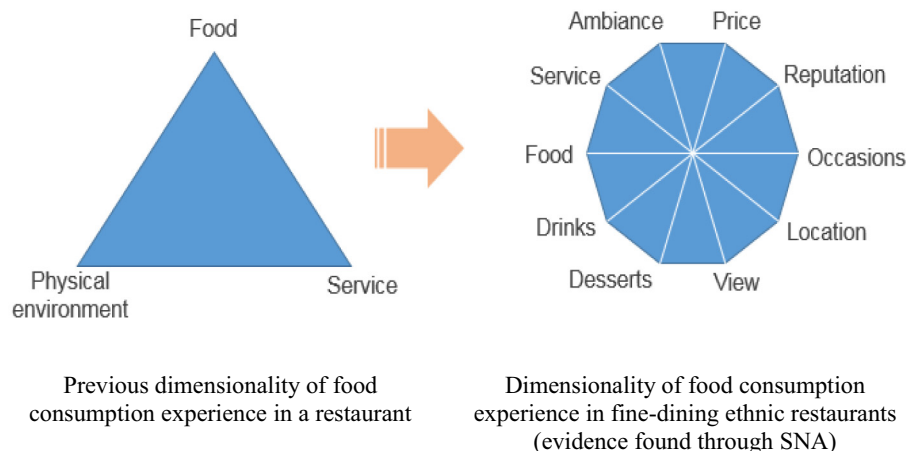 Food
Physical
environment
Service
Ambiance
Price
Service
Reputation
Food
Occasions
Drinks
Location
Desserts
View
Previous dimensionality of food
consumption experience in a restaurant
Dimensionality of food consumption
experience in fine-dining ethnic restaurants
(evidence found through SNA)